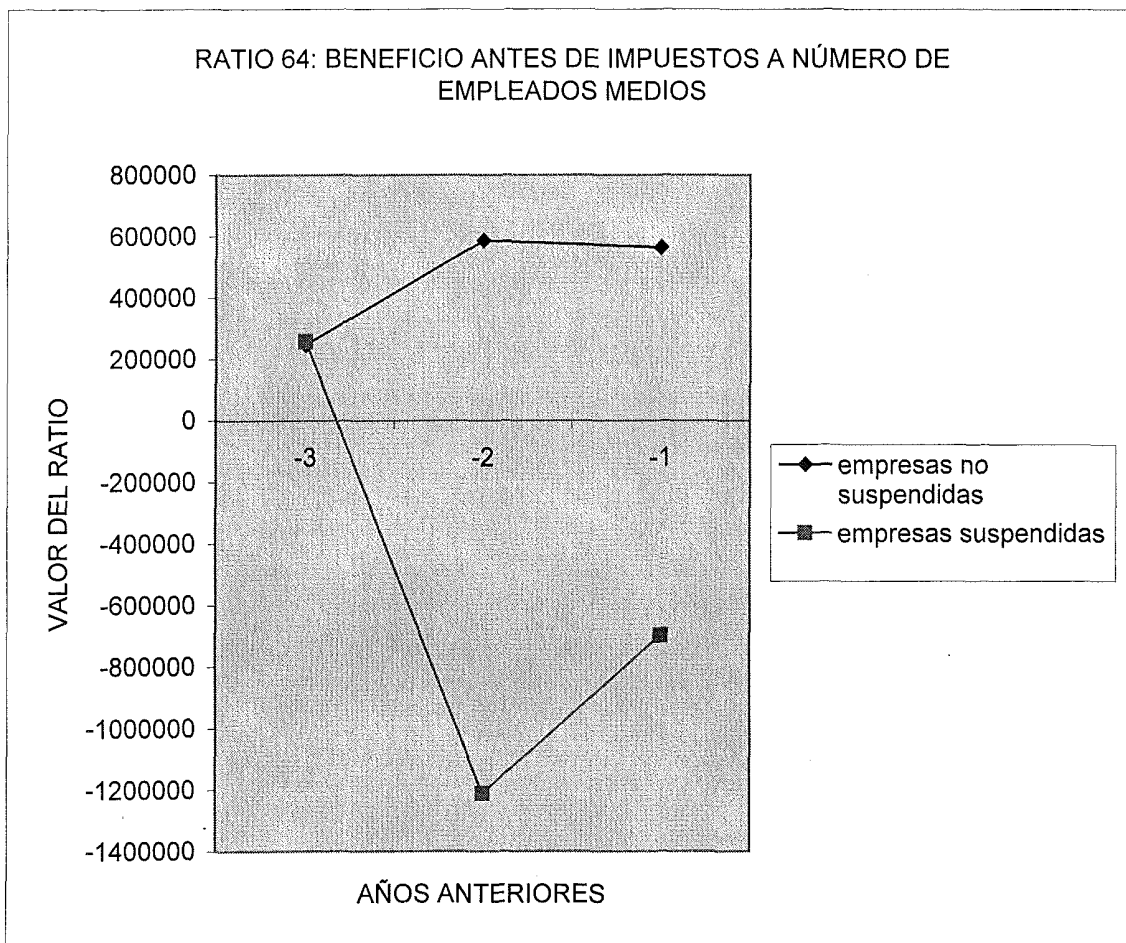 RATIO 64: BENEFICIO ANTES DE IMPUESTOS A NÚMERO DE
EMPLEADOS MEDIOS
800000
600000
400000
200000
0
-200000
-400000
-600000
-800000
-1000000
-1200000
-1400000
VALOR DEL RATIO
-3
-2
-1
AÑOS ANTERIORES
empresas no
suspendidas
empresas suspendidas